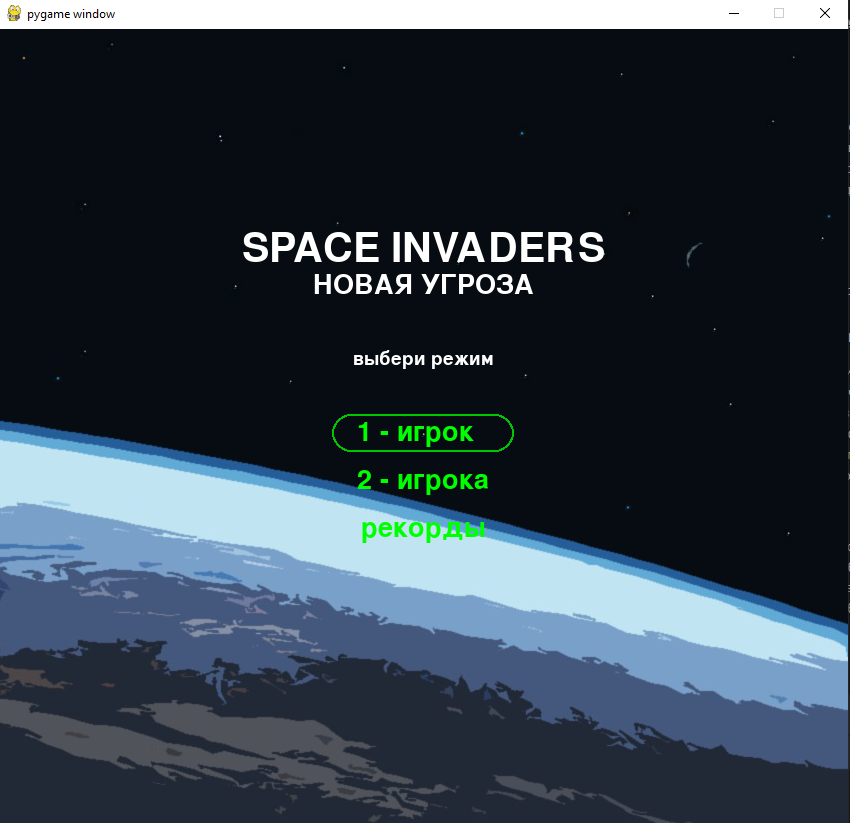 pygame window
SPACE INVADERS
НОВАЯ УГРОЗА
выбери режим
1 - игрок
2 - игрока
рекорды